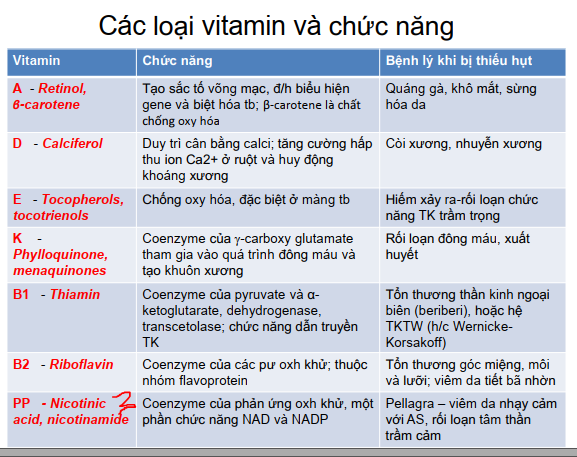 Các loại vitamin và chức năng
Vitamin Chức năng Bệnh lý khi bị thiếu hụt
A - Retinol, Tạo sắc tố võng mạc, đ/h biểu hiện Quáng gà, khô mắt, sừng
β-carotene gene và biệt hóa tb; β-carotene là chất hóa da
chống oxy hóa
D - Calciferol Duy trì cân bằng calci; tăng cường hấp Còi xương, nhuyễn xương
thu ion Ca2+ ở ruột và huy động
khoáng xương
E - Tocopherols, Chống oxy hóa, đặc biệt ở màng tb Hiếm xảy ra-rối loạn chức
tocotrienols năng TK trầm trọng
K - Coenzyme của γ-carboxy glutamate Rối loạn đông máu, xuất
Phylloquinone, tham gia vào quá trình đông máu và huyết
menaquinones tạo khuôn xương
B1 - Thiamin Coenzyme của pyruvate và α- Tổn thương thần kinh ngoại
ketoglutarate, dehydrogenase, biên (beriberi), hoặc hệ
transcetolase; chức năng dẫn truyền TKTW (h/c Wernicke-
TK Korsakoff)
B2 - Riboflavin Coenzyme của các pư oxh khử; thuộc Tổn thương góc miệng, môi
nhóm flavoprotein và lưỡi; viêm da tiết bã nhờn
PP - Nicotinic Coenzyme của phản ứng oxh khử, một Pellagra – viêm da nhạy cảm
acid, nicotinamide phần chức năng NAD và NADP với AS, rối loạn tâm thần
trầm cảm